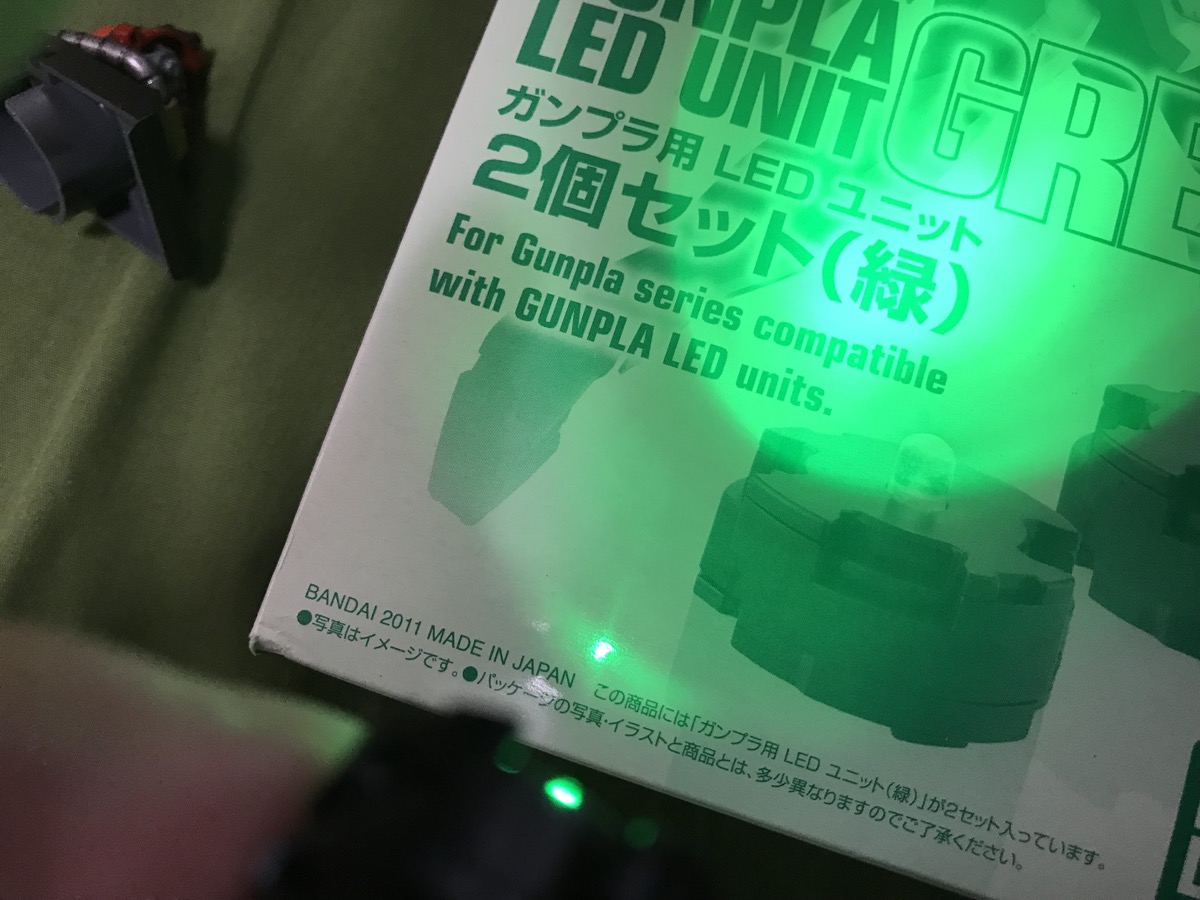 GUNPLA
LED UNIT
GRE
ガンプラ用 LED ユニット
2個セット(緑)
For Gunpla series compatible
with GUNPLA LED units.
BANDAI 2011 MADE IN JAPAN この商品には「ガンプラ用 LED ユニット(緑)」が2セット入っています。
●写真はイメージです。●パッケージの写真・イラストと商品とは、多少異なりますのでご了承ください。